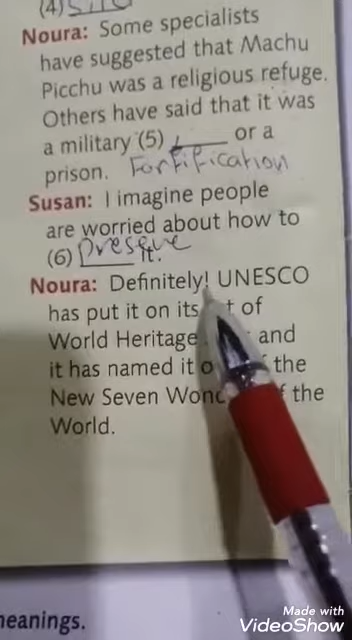 (4)
Noura: Some specialists
have suggested that Machu
Picchu was a religious refuge.
Others have said that it was
a military (5) ____ or a
prison. Fortification
Susan: I imagine people
are worried about how to
(6) Preserve it.
Noura: Definitely! UNESCO
has put it on its of
World Heritage and
it has named it the
New Seven of the
World.
meanings.
Made with
VideoShow